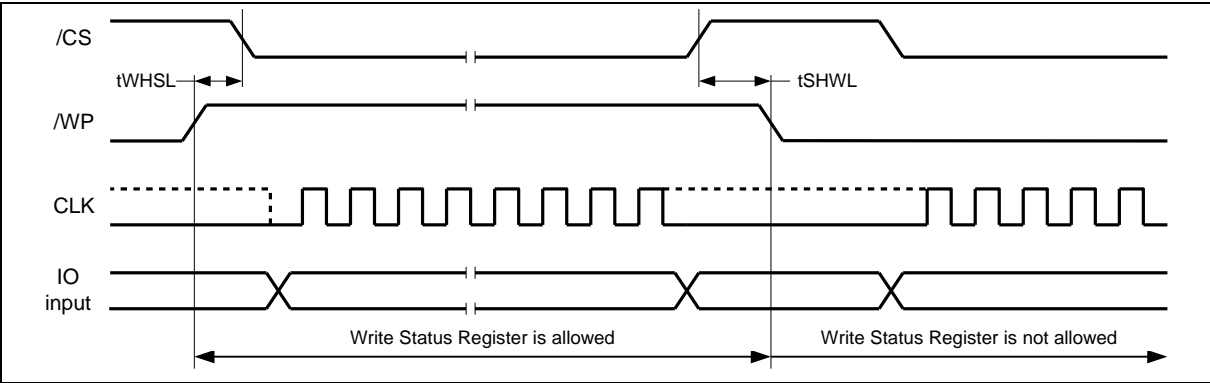 /CS
tWHSL
tSHWL
/WP
CLK
IO
input
Write Status Register is allowed
Write Status Register is not allowed